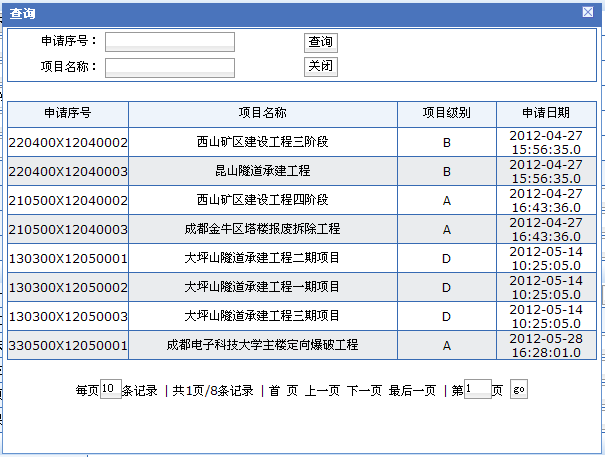 查询
申请序号： 查询
项目名称： 关闭
申请序号 项目名称 项目级别 申请日期
220400X12040002 西山矿区建设工程三阶段 B 2012-04-27 15:56:35.0
220400X12040003 昆山隧道承建工程 B 2012-04-27 15:56:35.0
210500X12040002 西山矿区建设工程四阶段 A 2012-04-27 16:43:36.0
210500X12040003 成都金牛区塔楼报废拆除工程 A 2012-04-27 16:43:36.0
130300X12050001 大坪山隧道承建工程二期项目 D 2012-05-14 10:25:05.0
130300X12050002 大坪山隧道承建工程一期项目 D 2012-05-14 10:25:05.0
130300X12050003 大坪山隧道承建工程三期项目 D 2012-05-14 10:25:05.0
330500X12050001 成都电子科技大学主楼定向爆破工程 A 2012-05-28 16:28:01.0
每页10条记录 |共1页/8条记录 |首 页 上一页 下一页 最后一页 |第1页 go